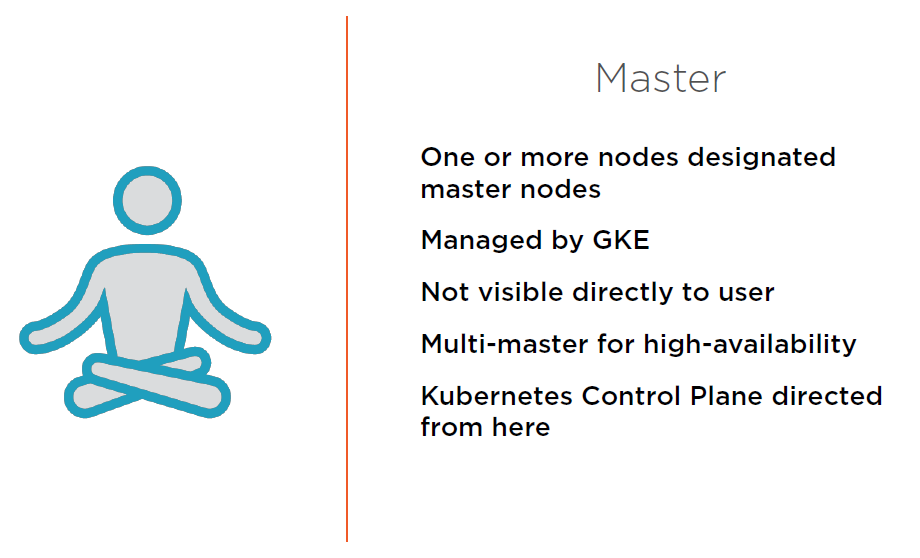 Master
One or more nodes designated
master nodes
Managed by GKE
Not visible directly to user
Multi-master for high-availability
Kubernetes Control Plane directed
from here